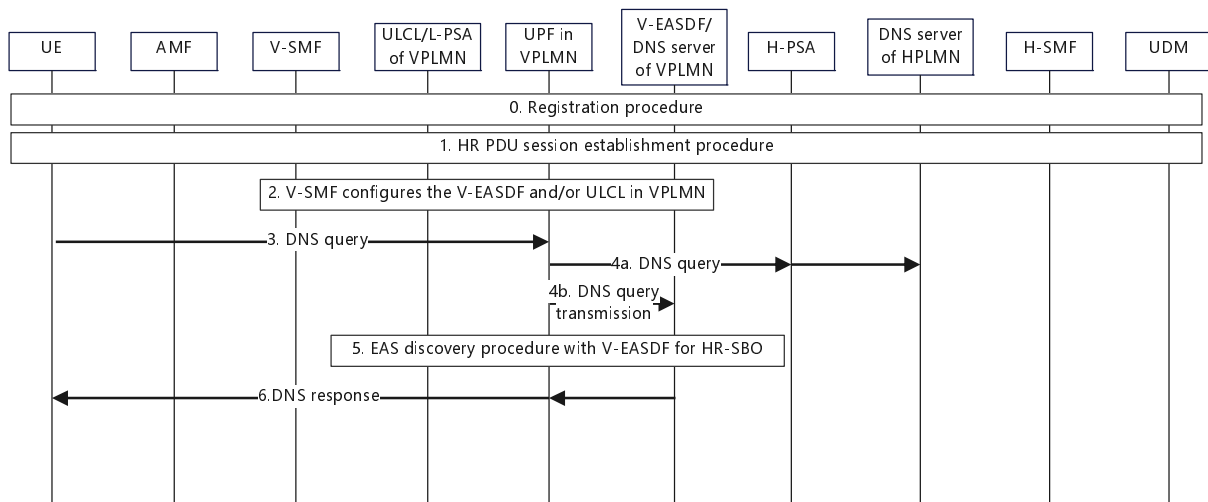 UE
AMF
V-SMF
ULCL/L-PSA
of VPLMN
UPF in
VPLMN
V-EASDF/
DNS server
of VPLMN
H-PSA
DNS server
of HPLMN
H-SMF
UDM
0. Registration procedure
1. HR PDU session establishment procedure
2. V-SMF configures the V-EASDF and/or ULCL in VPLMN
3. DNS query
4a. DNS query
4b. DNS query
transmission
5. EAS discovery procedure with V-EASDF for HR-SBO
6.DNS response